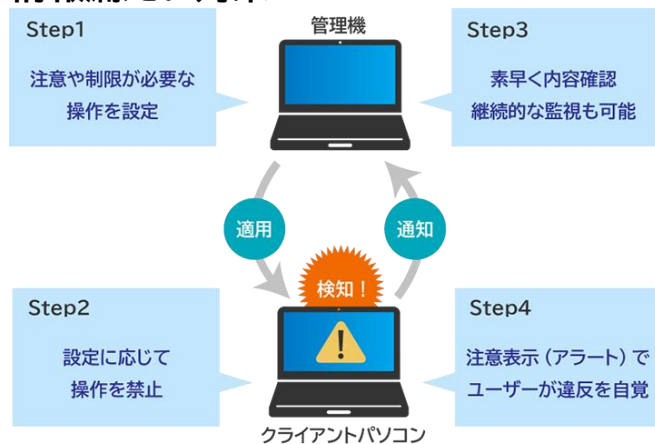 Step1
注意や制限が必要な
操作を設定
管理機
Step3
素早く内容確認
継続的な監視も可能
適用
通知
検知!
Step2
設定に応じて
操作を禁止
Step4
注意表示(アラート)で
ユーザーが違反を自覚
クライアントパソコン